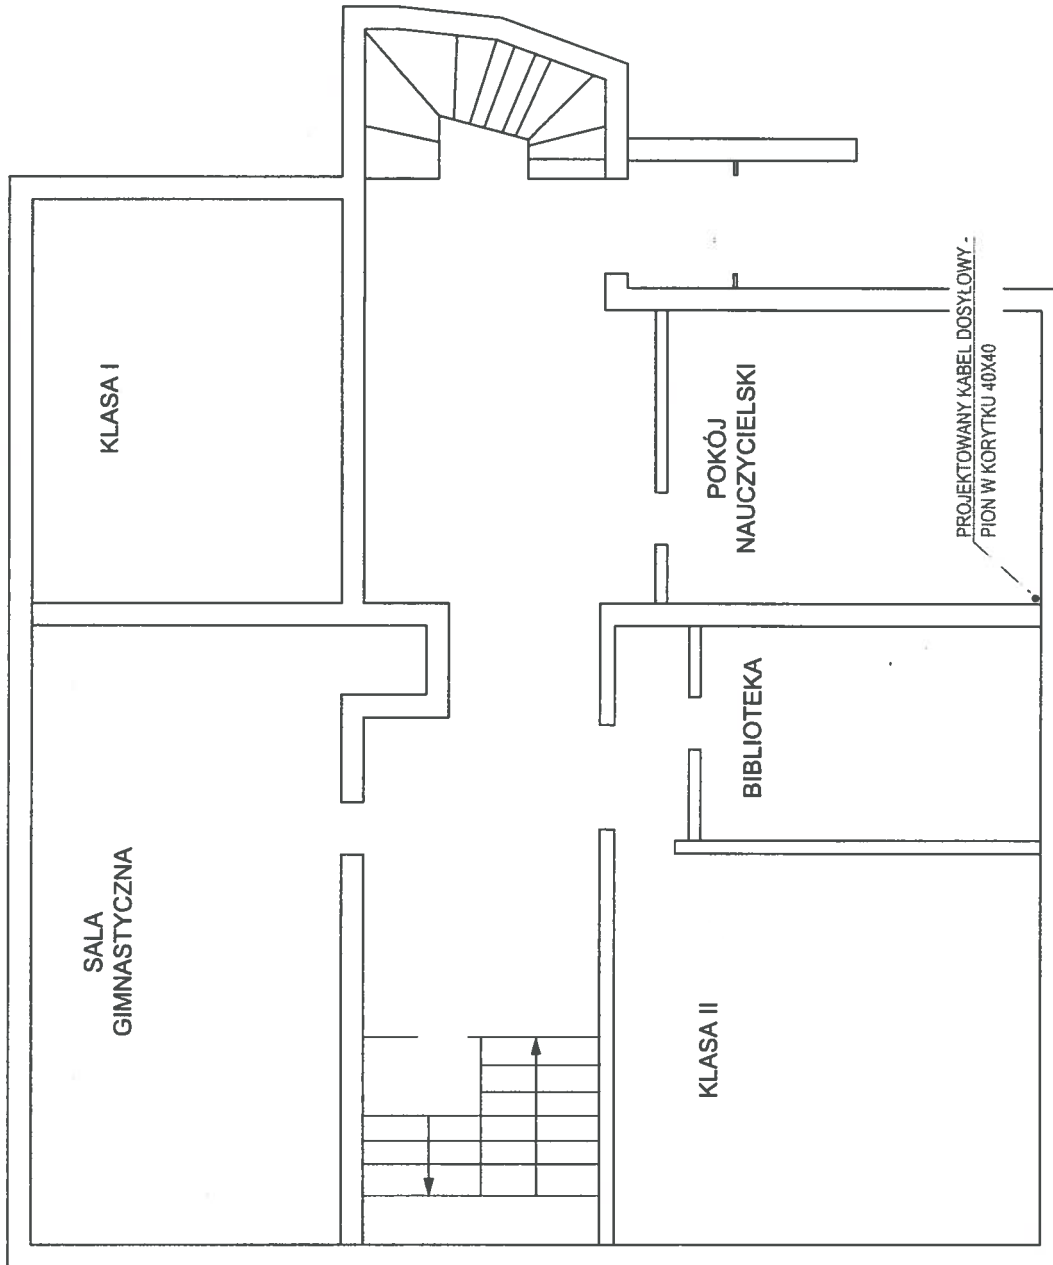 KLASA I
SALA
GIMNASTYCZNA
POKÓJ
NAUCZYCIELSKI
BIBLIOTEKA
KLASA II
PROJEKTOWANY KABEL DOSYŁOWY -
PION W KORYTKU 40X40